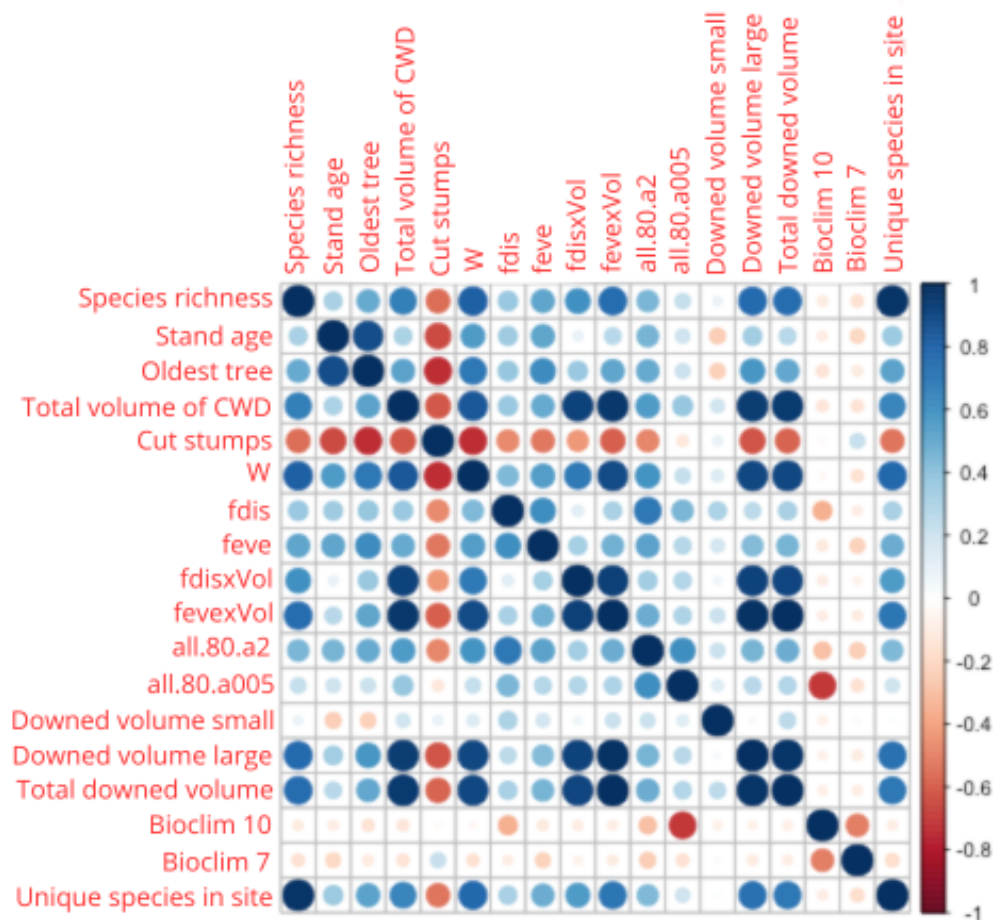 Species richness
Stand age
Oldest tree
Total volume of CWD
Cut stumps
W
fdis
feve
fdisxVol
fevexVol
all.80.a2
all.80.a005
Downed volume small
Downed volume large
Total downed volume
Bioclim 10
Bioclim 7
Unique species in site
Species richness
Stand age
Oldest tree
Total volume of CWD
Cut stumps
W
fdis
feve
fdisxVol
fevexVol
all.80.a2
all.80.a005
Downed volume small
Downed volume large
Total downed volume
Bioclim 10
Bioclim 7
Unique species in site
1
0.8
0.6
0.4
0.2
0
-0.2
-0.4
-0.6
-0.8
-1